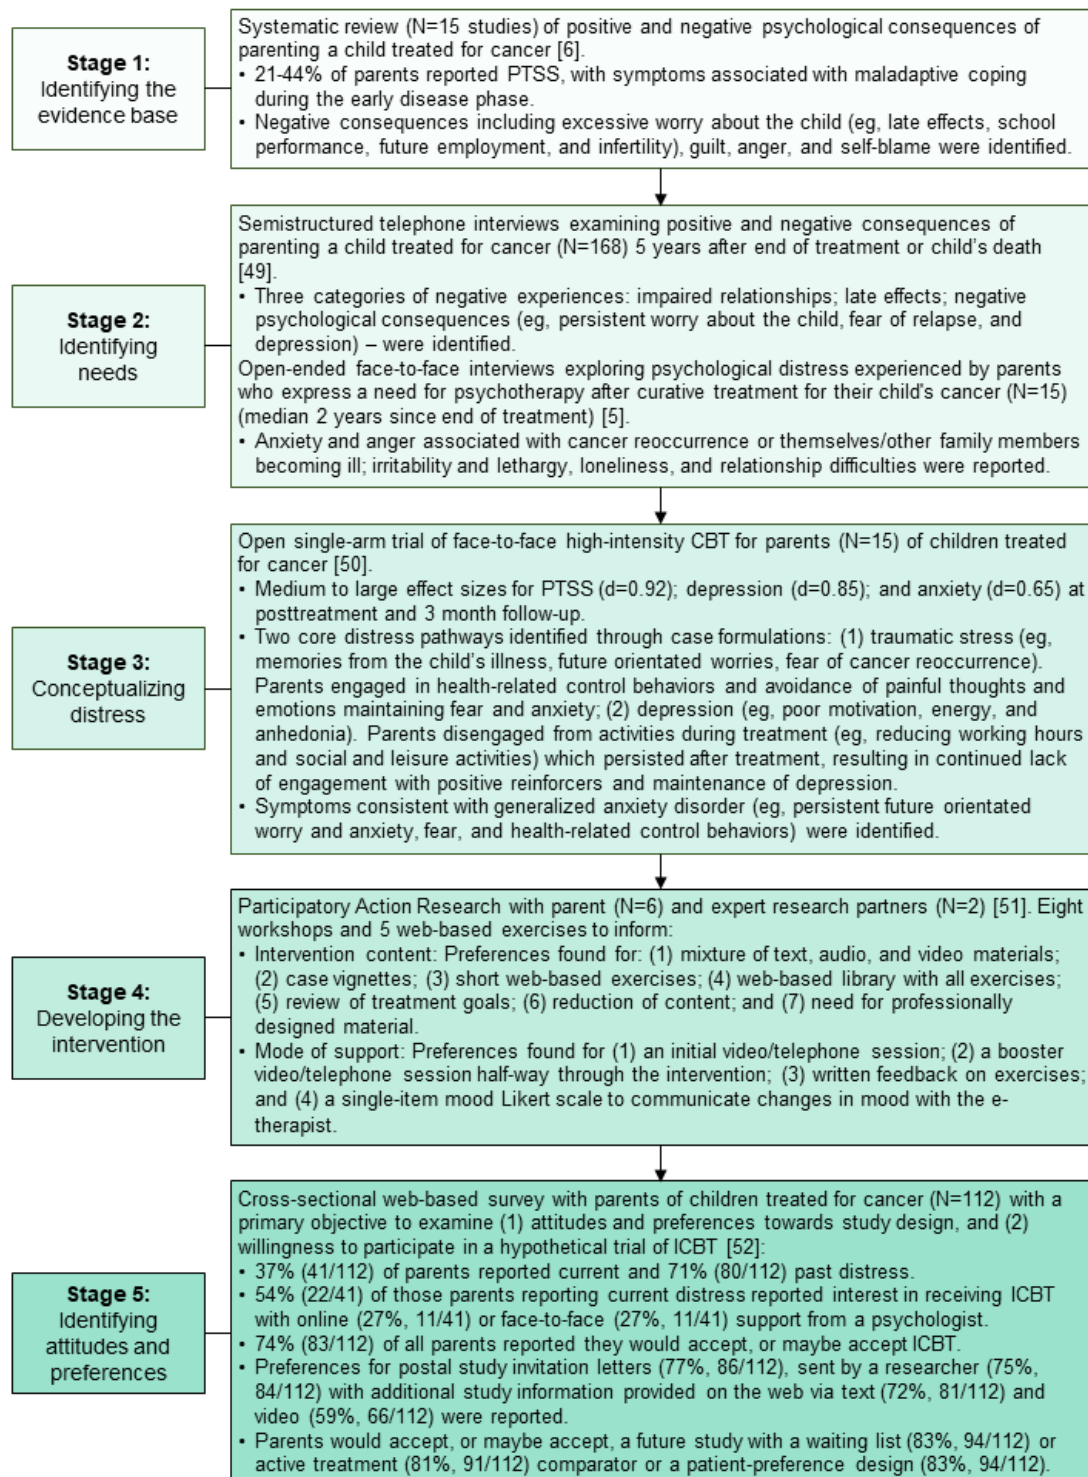 Stage 1:
Identifying the
evidence base
Systematic review (N=15 studies) of positive and negative psychological consequences of
parenting a child treated for cancer [6].
• 21-44% of parents reported PTSS, with symptoms associated with maladaptive coping
during the early disease phase.
• Negative consequences including excessive worry about the child (eg, late effects, school
performance, future employment, and infertility), guilt, anger, and self-blame were identified.
Stage 2:
Identifying
needs
Semistructured telephone interviews examining positive and negative consequences of
parenting a child treated for cancer (N=168) 5 years after end of treatment or child's death
[49].
• Three categories of negative experiences: impaired relationships; late effects; negative
psychological consequences (eg, persistent worry about the child, fear of relapse, and
depression) – were identified.
Open-ended face-to-face interviews exploring psychological distress experienced by parents
who express a need for psychotherapy after curative treatment for their child's cancer (N=15)
(median 2 years since end of treatment) [5].
• Anxiety and anger associated with cancer reoccurrence or themselves/other family members
becoming ill; irritability and lethargy, loneliness, and relationship difficulties were reported.
Stage 3:
Conceptualizing
distress
Open single-arm trial of face-to-face high-intensity CBT for parents (N=15) of children treated
for cancer [50].
• Medium to large effect sizes for PTSS (d=0.92); depression (d=0.85); and anxiety (d=0.65) at
posttreatment and 3 month follow-up.
• Two core distress pathways identified through case formulations: (1) traumatic stress (eg,
memories from the child's illness, future orientated worries, fear of cancer reoccurrence).
Parents engaged in health-related control behaviors and avoidance of painful thoughts and
emotions maintaining fear and anxiety; (2) depression (eg, poor motivation, energy, and
anhedonia). Parents disengaged from activities during treatment (eg, reducing working hours
and social and leisure activities) which persisted after treatment, resulting in continued lack
of engagement with positive reinforcers and maintenance of depression.
• Symptoms consistent with generalized anxiety disorder (eg, persistent future orientated
worry and anxiety, fear, and health-related control behaviors) were identified.
Stage 4:
Developing the
intervention
Participatory Action Research with parent (N=6) and expert research partners (N=2) [51]. Eight
workshops and 5 web-based exercises to inform:
• Intervention content: Preferences found for: (1) mixture of text, audio, and video materials;
(2) case vignettes; (3) short web-based exercises; (4) web-based library with all exercises;
(5) review of treatment goals; (6) reduction of content; and (7) need for professionally
designed material.
• Mode of support: Preferences found for (1) an initial video/telephone session; (2) a booster
video/telephone session half-way through the intervention; (3) written feedback on exercises;
and (4) a single-item mood Likert scale to communicate changes in mood with the e-
therapist.
Stage 5:
Identifying
attitudes and
preferences
Cross-sectional web-based survey with parents of children treated for cancer (N=112) with a
primary objective to examine (1) attitudes and preferences towards study design, and (2)
willingness to participate in a hypothetical trial of ICBT [52]:
• 37% (41/112) of parents reported current and 71% (80/112) past distress.
• 54% (22/41) of those parents reporting current distress reported interest in receiving ICBT
with online (27%, 11/41) or face-to-face (27%, 11/41) support from a psychologist.
• 74% (83/112) of all parents reported they would accept, or maybe accept ICBT.
• Preferences for postal study invitation letters (77%, 86/112), sent by a researcher (75%,
84/112) with additional study information provided on the web via text (72%, 81/112) and
video (59%, 66/112) were reported.
• Parents would accept, or maybe accept, a future study with a waiting list (83%, 94/112) or
active treatment (81%, 91/112) comparator or a patient-preference design (83%, 94/112).